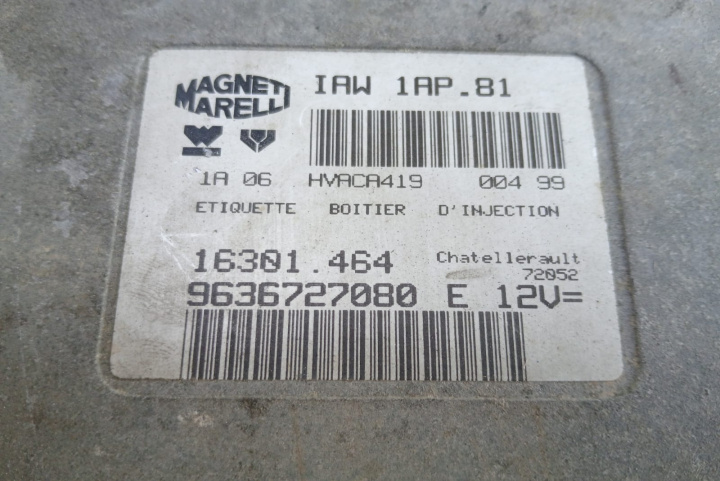 MAGNETI
MARELLI
IAW 1AP.81
1A 06 HVACA419 004 99
ETIQUETTE BOITIER D'INJECTION
16301.464
Chatellerault
72052
9636727080 E 12V=